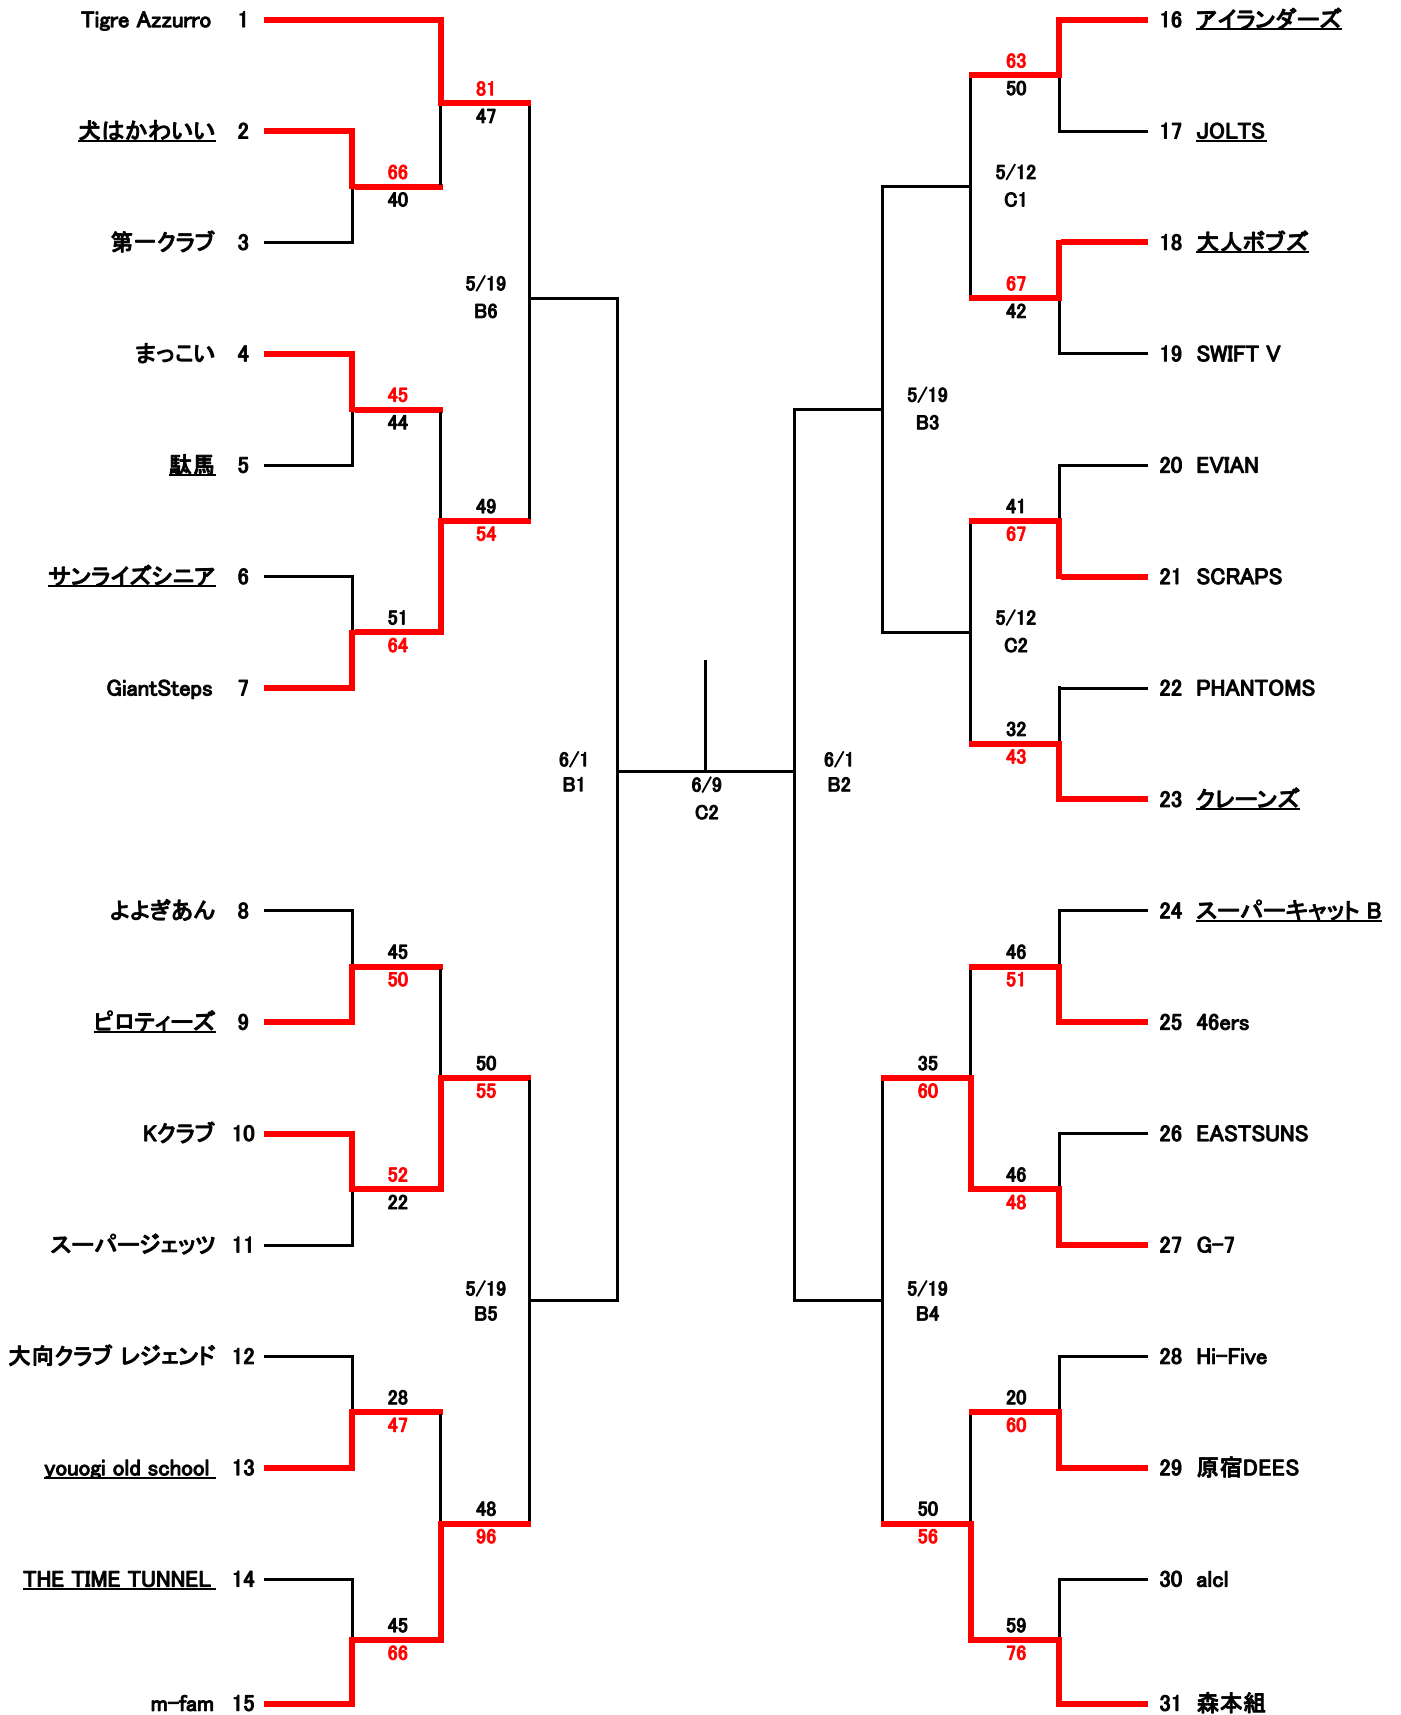 Tigre Azzurro 1
81
47
犬はかわいい 2
66
40
第一クラブ 3
5/19
B6
まっこい 4
45
44
駄馬 5
49
54
サンライズシニア 6
51
64
GiantSteps 7
6/1
B1
よよぎあん 8
45
50
ピロティーズ 9
50
55
Kクラブ 10
52
22
スーパージェッツ 11
5/19
B5
大向クラブ レジェンド 12
28
47
youogi old school 13
48
96
THE TIME TUNNEL 14
45
66
m-fam 15
6/9
C2
16 アイランダーズ
63
50
17 JOLTS
5/12
C1
18 大人ボブズ
67
42
19 SWIFT V
5/19
B3
20 EVIAN
41
67
21 SCRAPS
5/12
C2
22 PHANTOMS
32
43
23 クレーンズ
6/1
B2
24 スーパーキャット B
46
51
25 46ers
35
60
26 EASTSUNS
46
48
27 G-7
5/19
B4
28 Hi-Five
20
60
29 原宿DEES
50
56
30 alcl
59
76
31 森本組